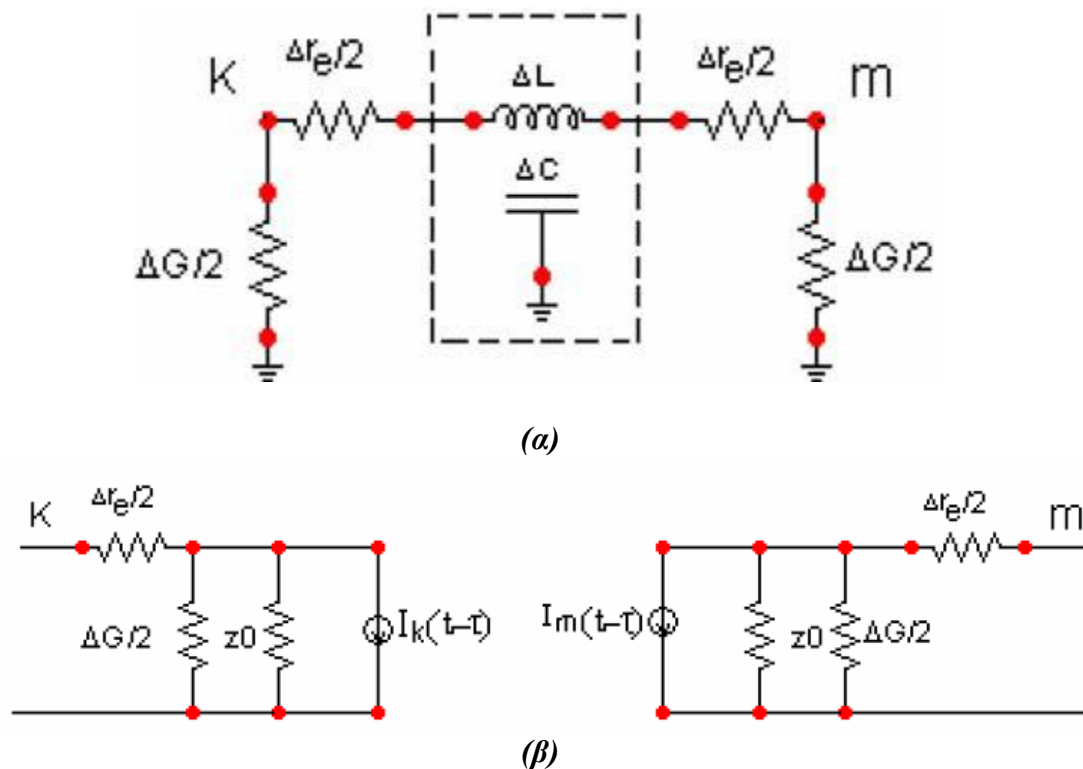 K Δre/2 ΔL Δre/2 m
ΔC
ΔG/2 ΔG/2
(α)
K Δre/2 Δre/2 m
ΔG/2 z0 Ik(t-τ) Im(t-τ) z0 ΔG/2
(β)